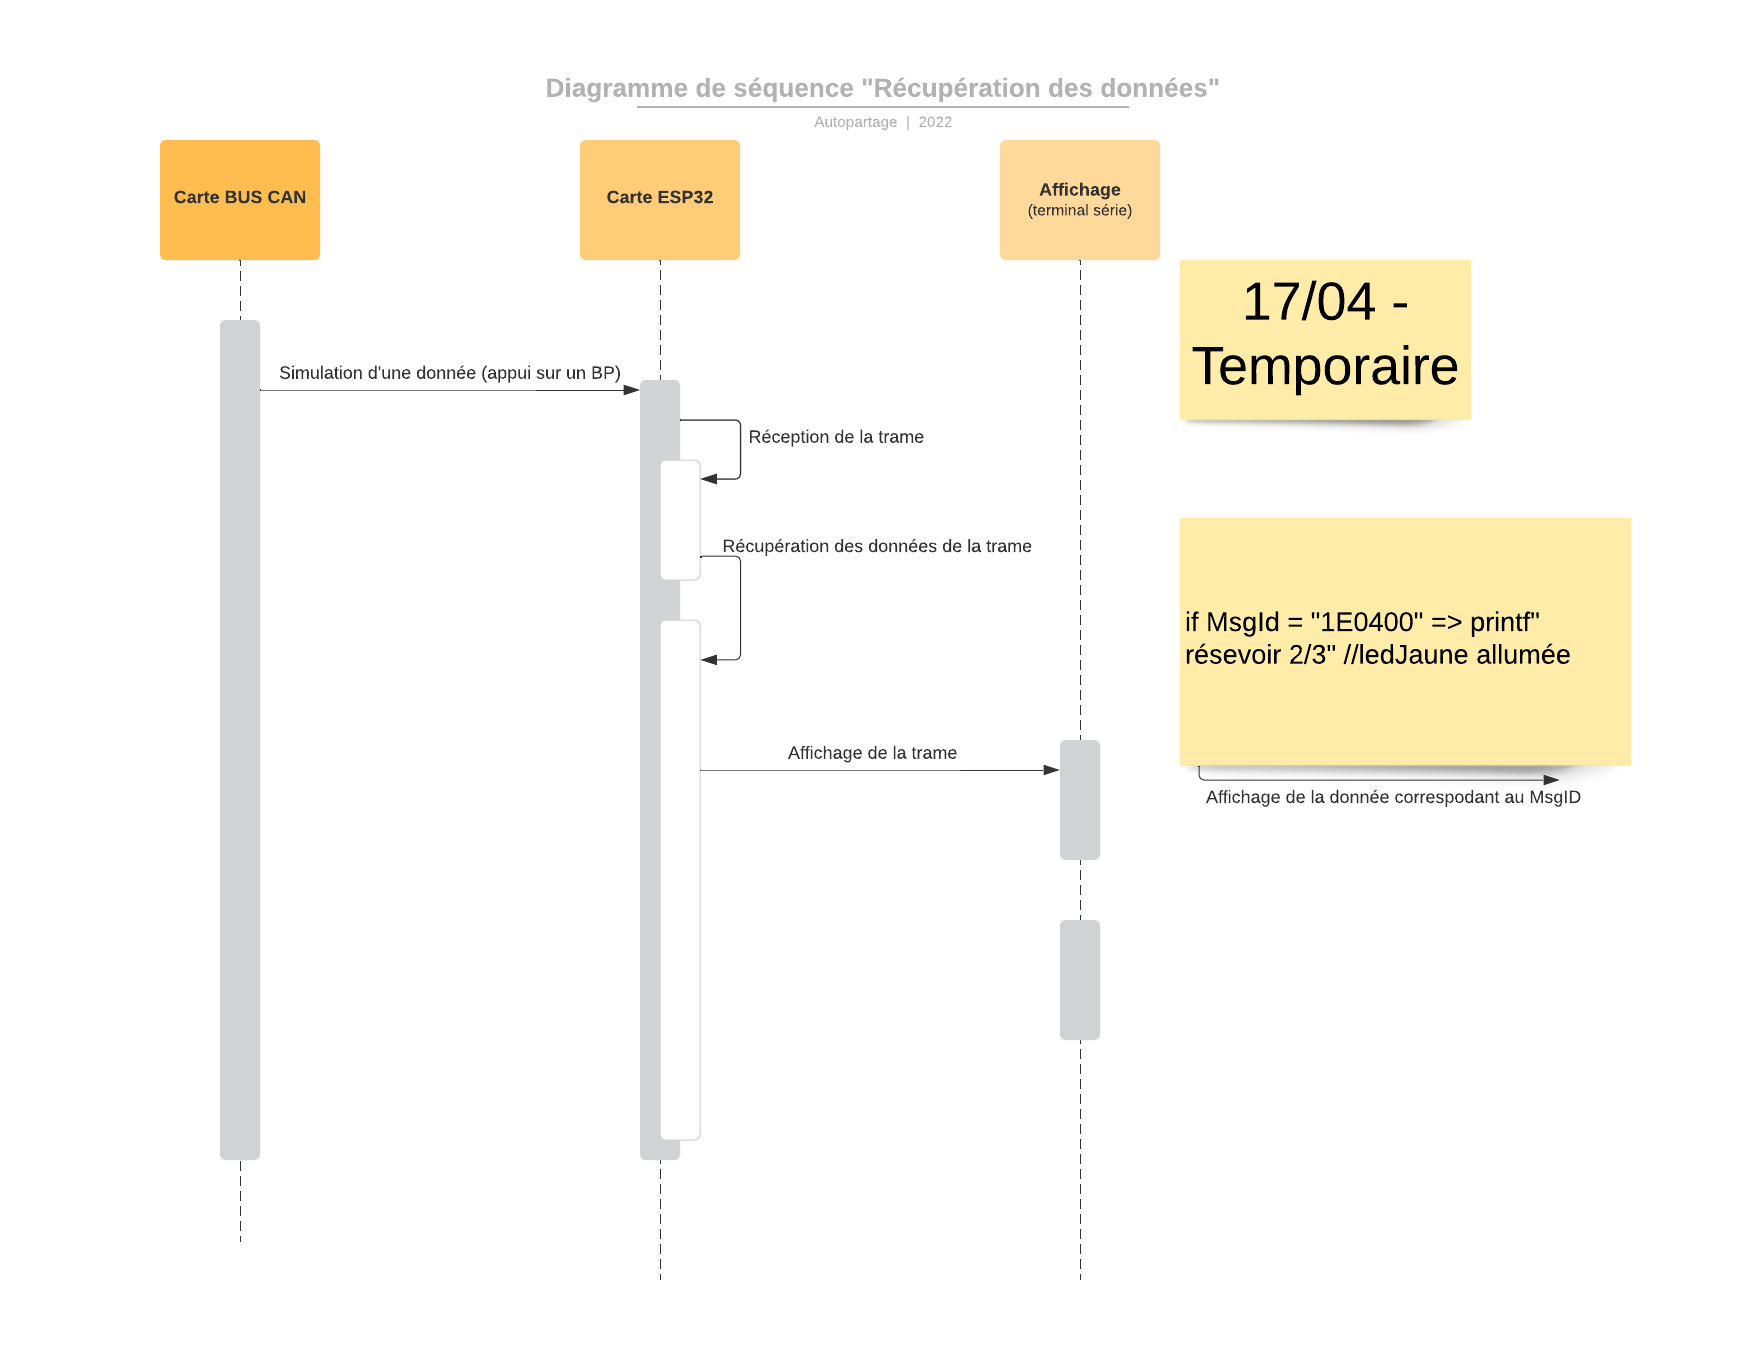 Diagramme de séquence "Récupération des données"
Autopartage | 2022
Carte BUS CAN
Carte ESP32
Affichage
(terminal série)
17/04 -
Temporaire
Simulation d'une donnée (appui sur un BP)
Réception de la trame
Récupération des données de la trame
if MsgId = "1E0400" => printf"
résevoir 2/3" //ledJaune allumée
Affichage de la trame
Affichage de la donnée correspodant au MsgID